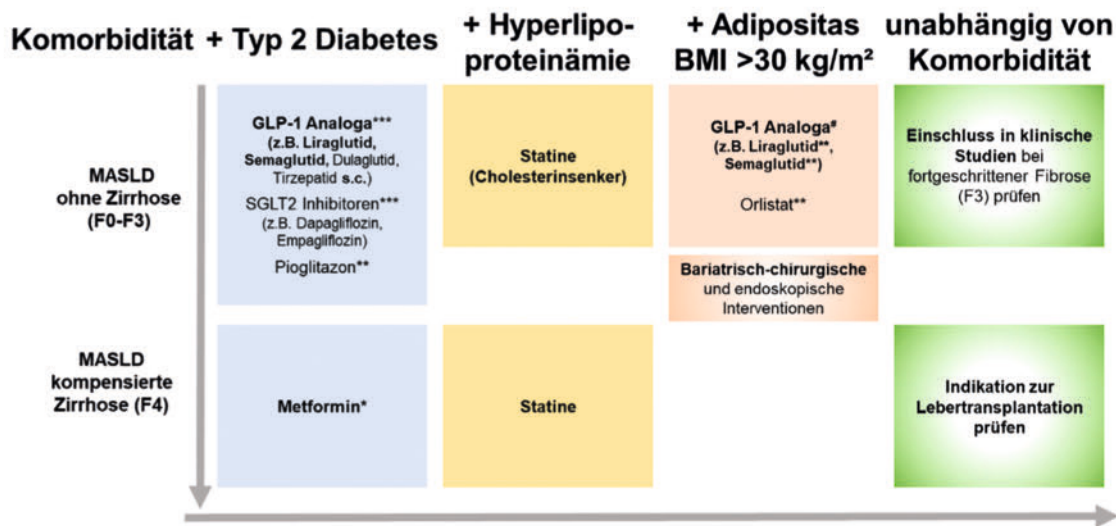 Komorbidität
+ Typ 2 Diabetes
+ Hyperlipo-
proteinämie
+ Adipositas
BMI >30 kg/m²
unabhängig von
Komorbidität
MASLD
ohne Zirrhose
(F0-F3)
GLP-1 Analoga***
(z.B. Liraglutid,
Semaglutid, Dulaglutid,
Tirzepatid s.c.)
SGLT2 Inhibitoren***
(z.B. Dapagliflozin,
Empagliflozin)
Pioglitazon**
Statine
(Cholesterinsenker)
GLP-1 Analoga#
(z.B. Liraglutid**,
Semaglutid**)
Orlistat**
Bariatrisch-chirurgische
und endoskopische
Interventionen
Einschluss in klinische
Studien bei
fortgeschrittener Fibrose
(F3) prüfen
MASLD
kompensierte
Zirrhose (F4)
Metformin*
Statine
Indikation zur
Lebertransplantation
prüfen